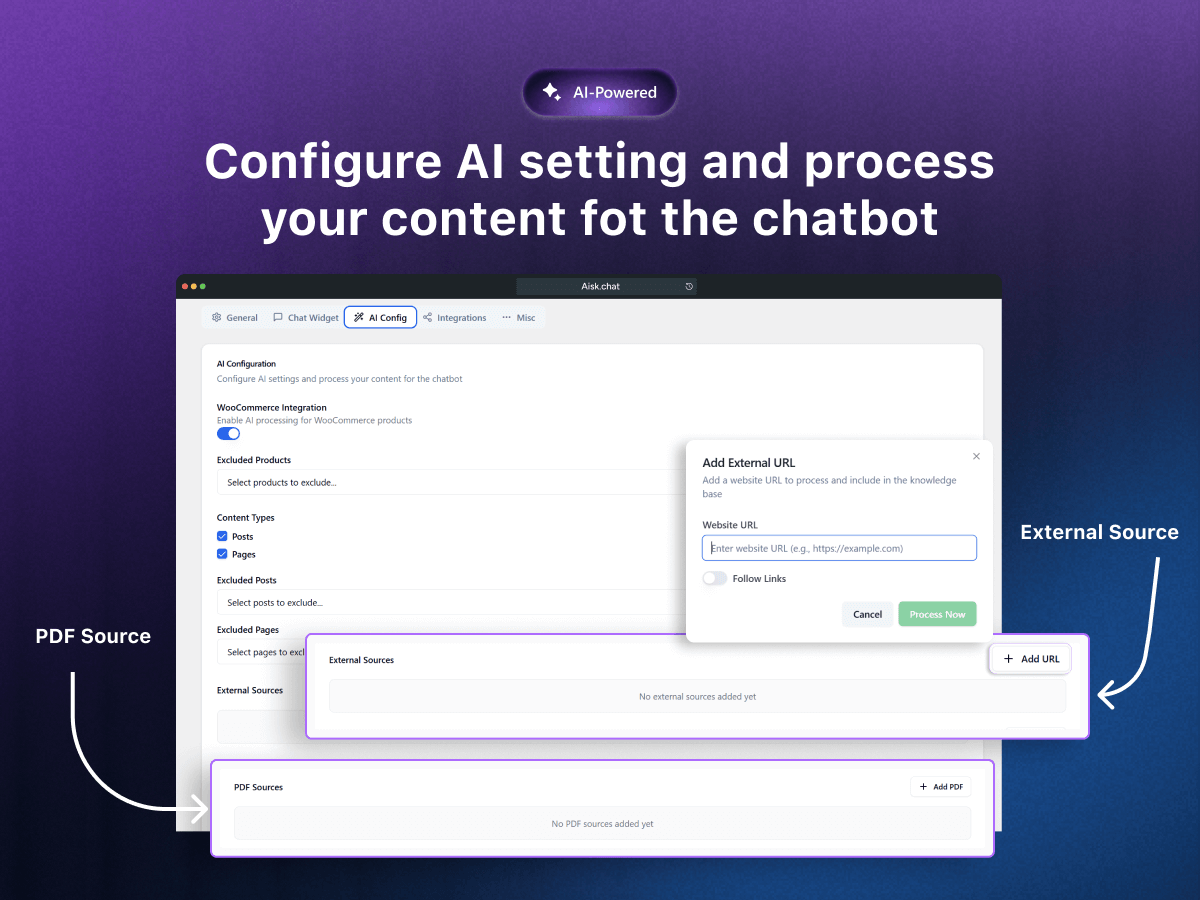 AI-Powered
Configure AI setting and process
your content fot the chatbot
Aisk.chat
General
Chat Widget
AI Config
Integrations
Misc
AI Configuration
Configure AI settings and process your content for the chatbot
WooCommerce Integration
Enable AI processing for WooCommerce products
Excluded Products
Select products to exclude...
Content Types
Posts
Pages
Excluded Posts
Select posts to exclude...
Excluded Pages
Select pages to excl
External Sources
Add External URL
Add a website URL to process and include in the knowledge
base
Website URL
Enter website URL (e.g., https://example.com)
Follow Links
Cancel
Process Now
External Source
PDF Source
External Sources
Add URL
No external sources added yet
PDF Sources
Add PDF
No PDF sources added yet